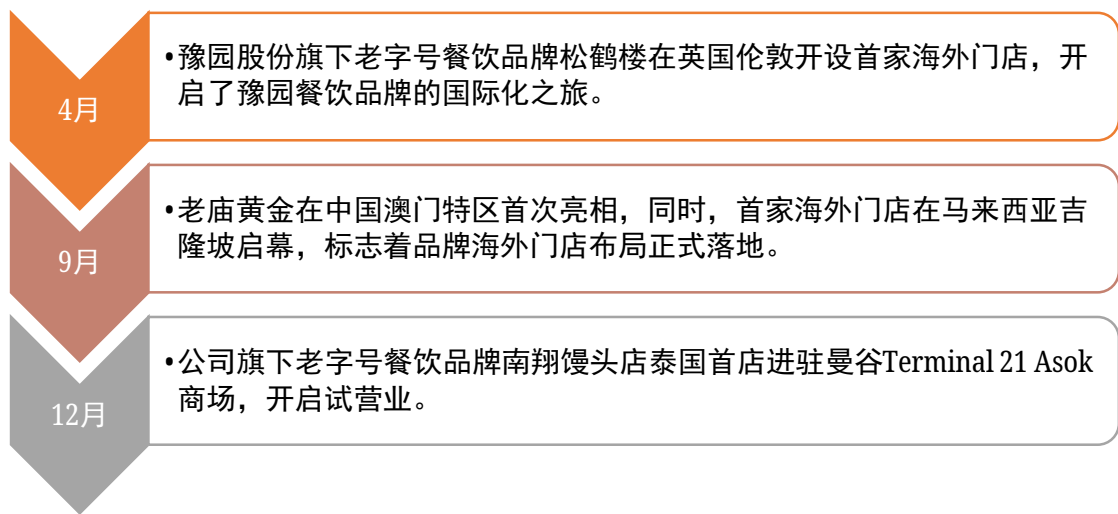 4月
•豫园股份旗下老字号餐饮品牌松鹤楼在英国伦敦开设首家海外门店，开
启了豫园餐饮品牌的国际化之旅。
9月
•老庙黄金在中国澳门特区首次亮相，同时，首家海外门店在马来西亚吉
隆坡启幕，标志着品牌海外门店布局正式落地。
12月
•公司旗下老字号餐饮品牌南翔馒头店泰国首店进驻曼谷Terminal 21 Asok
商场，开启试营业。